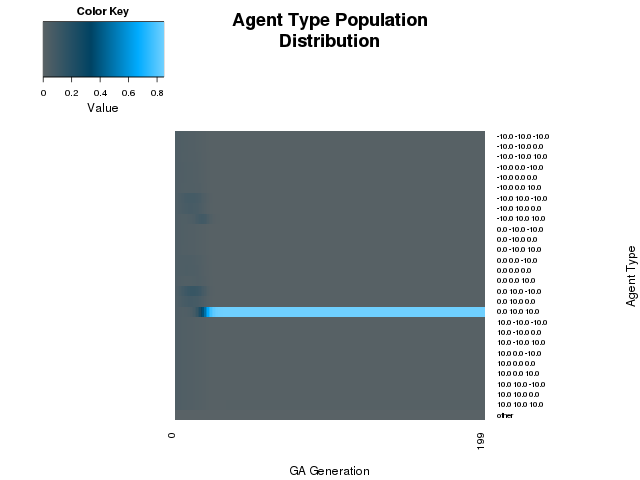 Color Key
Agent Type Population
Distribution
0 0.2 0.4 0.6 0.8
Value
-10.0 -10.0 -10.0
-10.0 -10.0 0.0
-10.0 -10.0 10.0
-10.0 0.0 -10.0
-10.0 0.0 0.0
-10.0 0.0 10.0
-10.0 10.0 -10.0
-10.0 10.0 0.0
-10.0 10.0 10.0
0.0 -10.0 -10.0
0.0 -10.0 0.0
0.0 -10.0 10.0
0.0 0.0 -10.0
0.0 0.0 0.0
0.0 0.0 10.0
0.0 10.0 -10.0
0.0 10.0 0.0
0.0 10.0 10.0
10.0 -10.0 -10.0
10.0 -10.0 0.0
10.0 -10.0 10.0
10.0 0.0 -10.0
10.0 0.0 0.0
10.0 0.0 10.0
10.0 10.0 -10.0
10.0 10.0 0.0
10.0 10.0 10.0
other
Agent Type
0 199
GA Generation